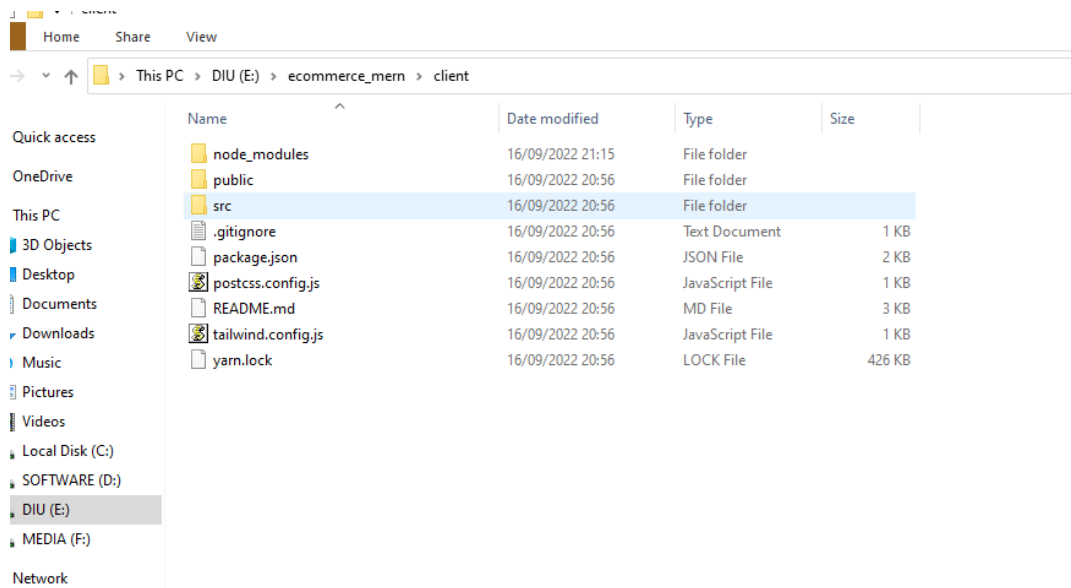 Home Share View
This PC > DIU (E:) > ecommerce_mern > client
Name Date modified Type Size
Quick access
OneDrive
This PC
3D Objects
Desktop
Documents
Downloads
Music
Pictures
Videos
Local Disk (C:)
SOFTWARE (D:)
DIU (E:)
MEDIA (F:)
Network
node_modules 16/09/2022 21:15 File folder
public 16/09/2022 20:56 File folder
src 16/09/2022 20:56 File folder
.gitignore 16/09/2022 20:56 Text Document 1 KB
package.json 16/09/2022 20:56 JSON File 2 KB
postcss.config.js 16/09/2022 20:56 JavaScript File 1 KB
README.md 16/09/2022 20:56 MD File 3 KB
tailwind.config.js 16/09/2022 20:56 JavaScript File 1 KB
yarn.lock 16/09/2022 20:56 LOCK File 426 KB